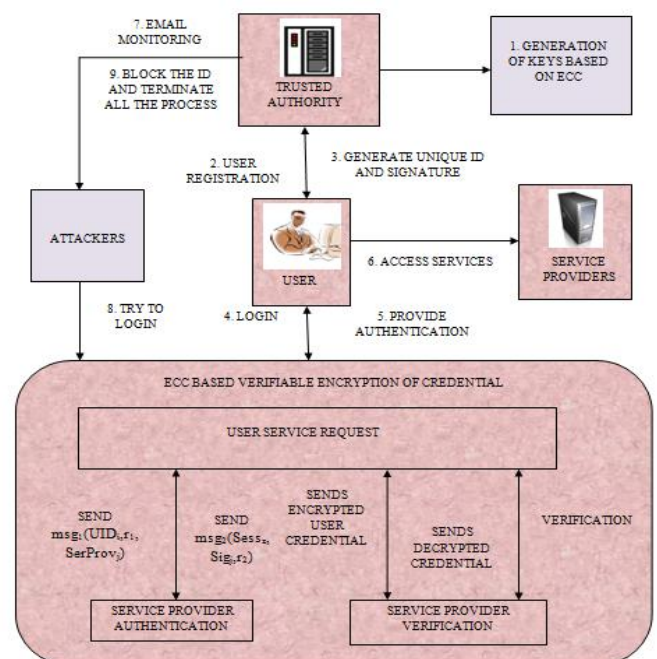 7. EMAIL
MONITORING
9. BLOCK THE ID
AND TERMINATE
ALL THE PROCESS
TRUSTED
AUTHORITY
1. GENERATION
OF KEYS BASED
ON ECC
2. USER
REGISTRATION
3. GENERATE UNIQUE ID
AND SIGNATURE
ATTACKERS
USER
6. ACCESS SERVICES
SERVICE
PROVIDERS
8. TRY TO
LOGIN
4. LOGIN
5. PROVIDE
AUTHENTICATION
ECC BASED VERIFIABLE ENCRYPTION OF CREDENTIAL
USER SERVICE REQUEST
SEND
msg₁(UIDᵢ,r₁,
SerProvⱼ)
SEND
msg₂(Sessₙ,
Sigⱼ,r₂)
SENDS
ENCRYPTED
USER
CREDENTIAL
SENDS
DECRYPTED
CREDENTIAL
VERIFICATION
SERVICE PROVIDER
AUTHENTICATION
SERVICE PROVIDER
VERIFICATION